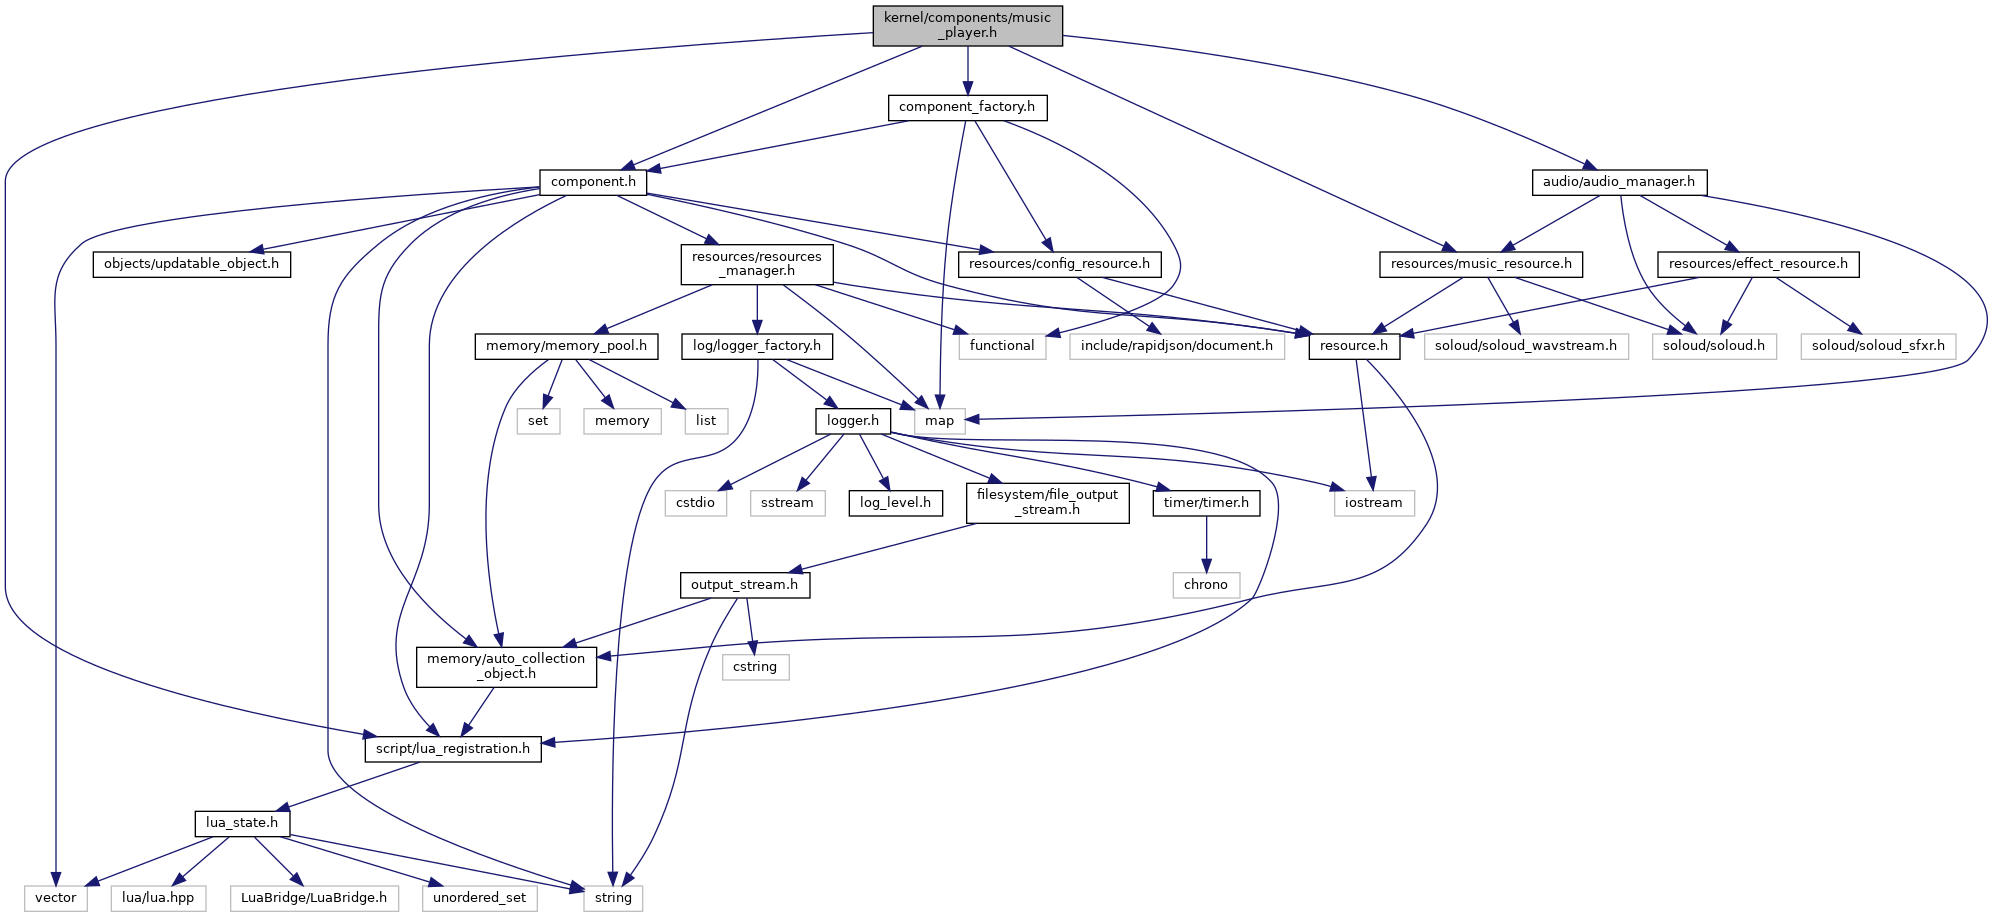 kernel/components/music
_player.h
component_factory.h
component.h
audio/audio_manager.h
objects/updatable_object.h
resources/resources
_manager.h
resources/config_resource.h
resources/music_resource.h
resources/effect_resource.h
memory/memory_pool.h
log/logger_factory.h
functional
include/rapidjson/document.h
resource.h
soloud/soloud_wavstream.h
soloud/soloud.h
soloud/soloud_sfxr.h
set
memory
list
logger.h
map
cstdio
sstream
log_level.h
filesystem/file_output
_stream.h
timer/timer.h
iostream
output_stream.h
chrono
memory/auto_collection
_object.h
cstring
script/lua_registration.h
lua_state.h
vector
lua/lua.hpp
LuaBridge/LuaBridge.h
unordered_set
string